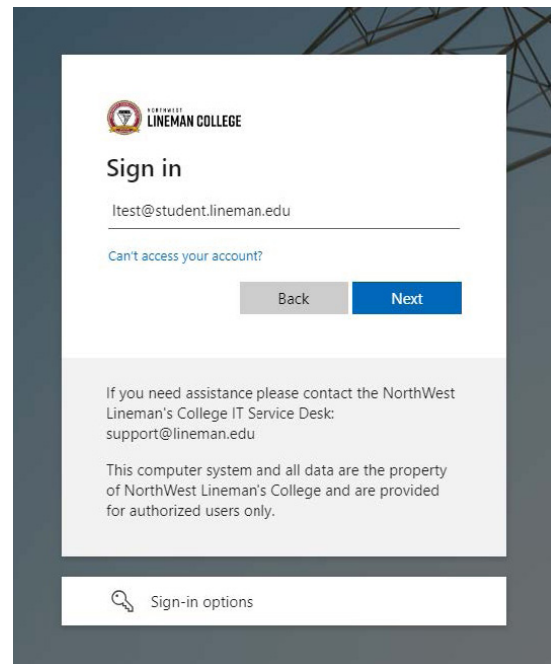 NORTHWEST
LINEMAN COLLEGE
Sign in
ltest@student.lineman.edu
Can't access your account?
Back
Next
If you need assistance please contact the NorthWest
Lineman's College IT Service Desk:
support@lineman.edu
This computer system and all data are the property
of NorthWest Lineman's College and are provided
for authorized users only.
Sign-in options